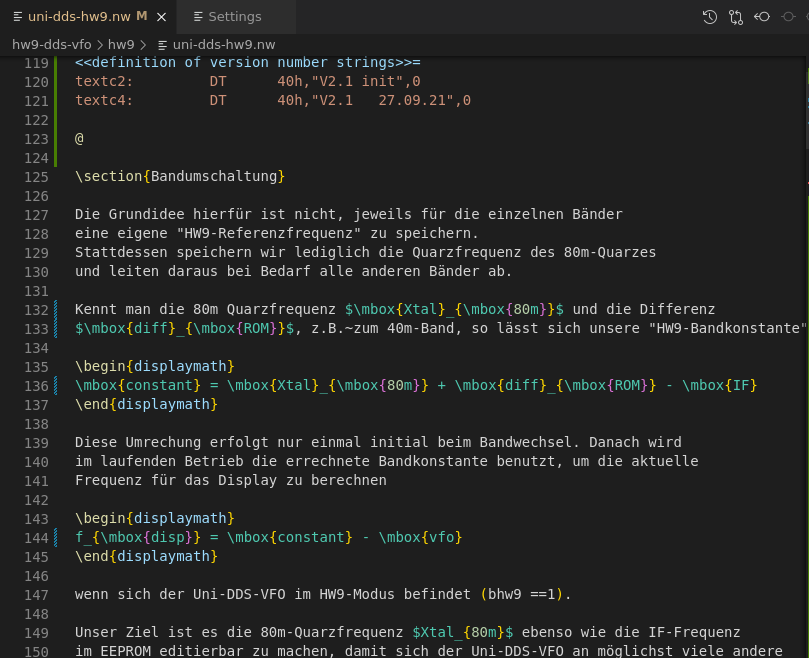 uni-dds-hw9.nw M
Settings
hw9-dds-vfo > hw9 > uni-dds-hw9.nw
119 <<definition of version number strings>>=
120 textc2: DT 40h,"V2.1 init",0
121 textc4: DT 40h,"V2.1 27.09.21",0
122
123 @
124
125 \section{Bandumschaltung}
126
127 Die Grundidee hierfür ist nicht, jeweils für die einzelnen Bänder
128 eine eigene "HW9-Referenzfrequenz" zu speichern.
129 Stattdessen speichern wir lediglich die Quarzfrequenz des 80m-Quarzes
130 und leiten daraus bei Bedarf alle anderen Bänder ab.
131
132 Kennt man die 80m Quarzfrequenz $\mbox{Xtal}_{\mbox{80m}}$ und die Differenz
133 $\mbox{diff}_{\mbox{ROM}}$, z.B.~zum 40m-Band, so lässt sich unsere "HW9-Bandkonstante"
134
135 \begin{displaymath}
136 \mbox{constant} = \mbox{Xtal}_{\mbox{80m}} + \mbox{diff}_{\mbox{ROM}} - \mbox{IF}
137 \end{displaymath}
138
139 Diese Umrechung erfolgt nur einmal initial beim Bandwechsel. Danach wird
140 im laufenden Betrieb die errechnete Bandkonstante benutzt, um die aktuelle
141 Frequenz für das Display zu berechnen
142
143 \begin{displaymath}
144 f_{\mbox{disp}} = \mbox{constant} - \mbox{vfo}
145 \end{displaymath}
146
147 wenn sich der Uni-DDS-VFO im HW9-Modus befindet (bhw9 ==1).
148
149 Unser Ziel ist es die 80m-Quarzfrequenz $Xtal_{80m}$ ebenso wie die IF-Frequenz
150 im EEPROM editierbar zu machen, damit sich der Uni-DDS-VFO an möglichst viele andere